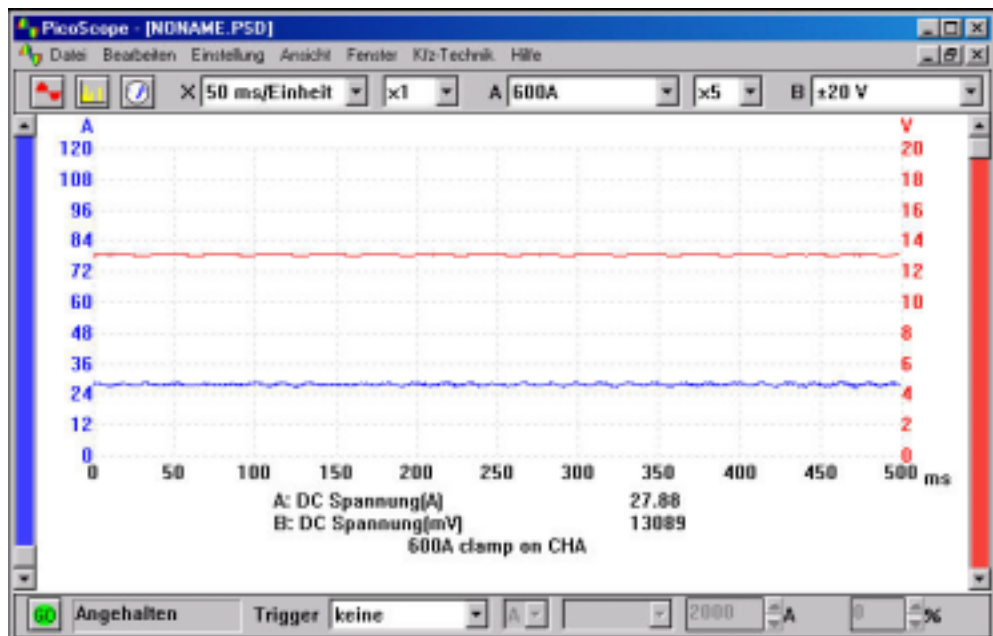 PicoScope - [NONAME.PSD]
Datei Bearbeiten Einstellung Ansicht Fenster Kfz-Technik Hilfe
X 50 ms/Einheit x1 A 600A x5 B ±20 V
A V
120 20
108 18
96 16
84 14
72 12
60 10
48 8
36 6
24 4
12 2
0 0
0 50 100 150 200 250 300 350 400 450 500 ms
A: DC Spannung(A) 27.88
B: DC Spannung(mV) 13089
600A clamp on CHA
GO Angehalten Trigger keine A 2000 A 0 %